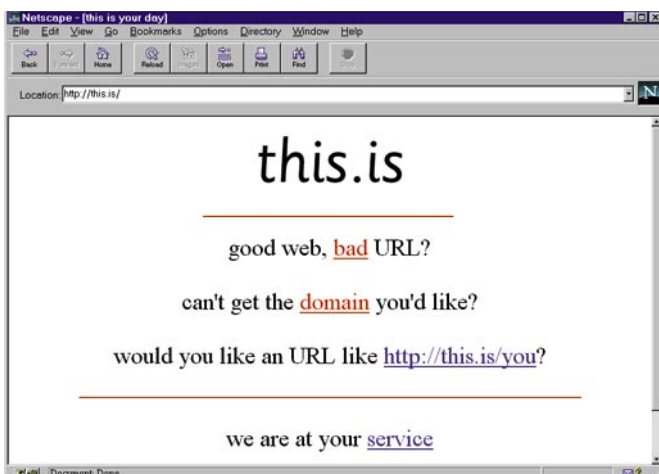 Netscape - [this is your day]
File Edit View Go Bookmarks Options Directory Window Help
Back Forward Home Reload Images Open Print Find Stop
Location: http://this.is/
N
this.is
good web, bad URL?
can't get the domain you'd like?
would you like an URL like http://this.is/you?
we are at your service
Document: Done